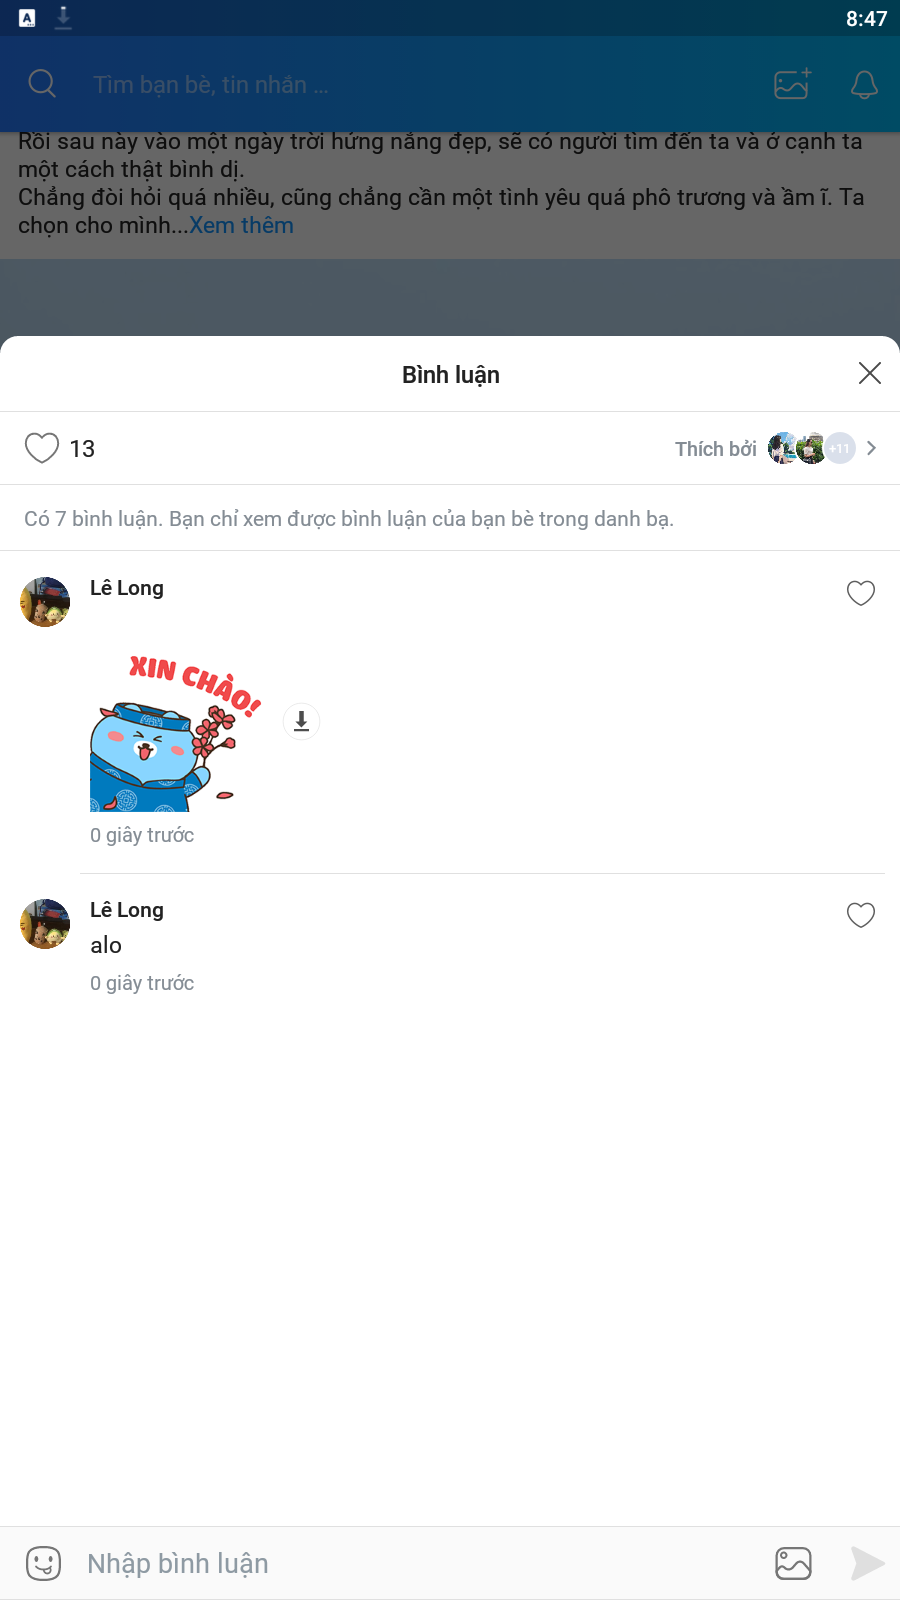 A
8:47
Tìm bạn bè, tin nhắn ...
Rồi sau này vào một ngày trời hứng nắng đẹp, sẽ có người tìm đến ta và ở cạnh ta
một cách thật bình dị.
Chẳng đòi hỏi quá nhiều, cũng chẳng cần một tình yêu quá phô trương và ầm ĩ. Ta
chọn cho mình...Xem thêm
Bình luận
13
Thích bởi +11
Có 7 bình luận. Bạn chỉ xem được bình luận của bạn bè trong danh bạ.
Lê Long
XIN CHÀO!
0 giây trước
Lê Long
alo
0 giây trước
Nhập bình luận